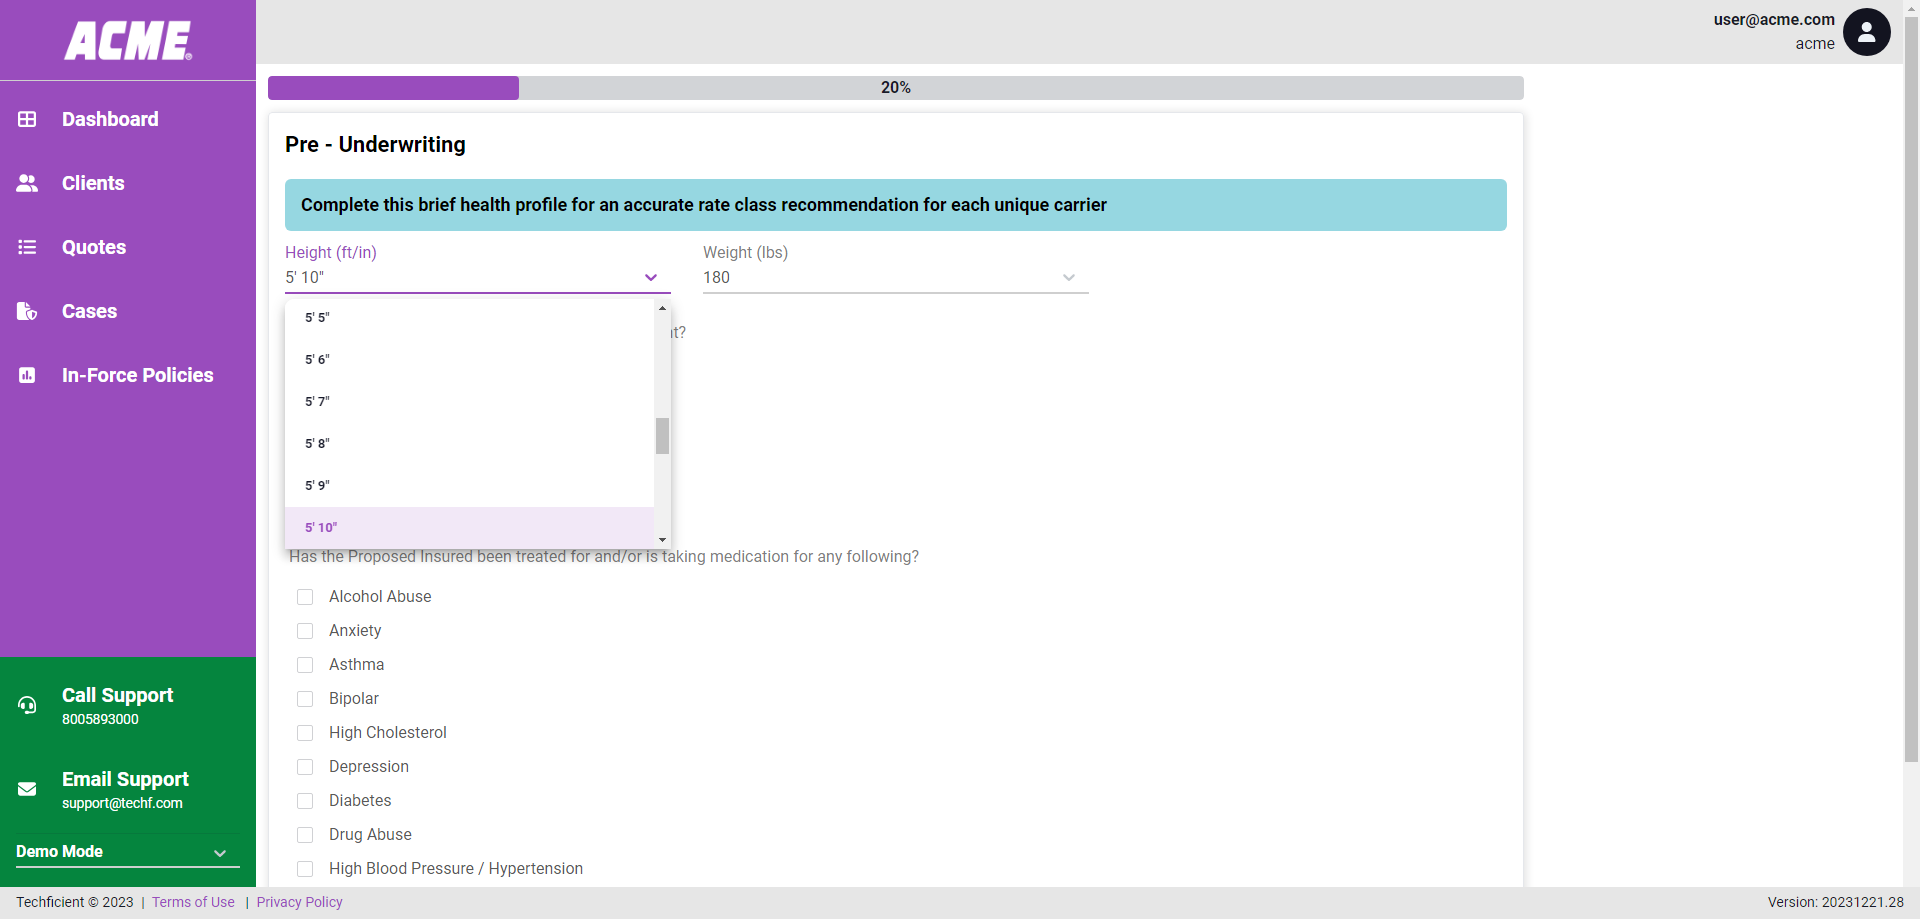 ACME®
user@acme.com
acme
Dashboard
Clients
Quotes
Cases
In-Force Policies
Call Support
8005893000
Email Support
support@techf.com
Demo Mode
20%
Pre - Underwriting
Complete this brief health profile for an accurate rate class recommendation for each unique carrier
Height (ft/in)
5' 10"
Weight (lbs)
180
5' 5"
5' 6"
5' 7"
5' 8"
5' 9"
5' 10"
Has the Proposed Insured been treated for and/or is taking medication for any following?
Alcohol Abuse
Anxiety
Asthma
Bipolar
High Cholesterol
Depression
Diabetes
Drug Abuse
High Blood Pressure / Hypertension
Techficient © 2023 | Terms of Use | Privacy Policy
Version: 20231221.28